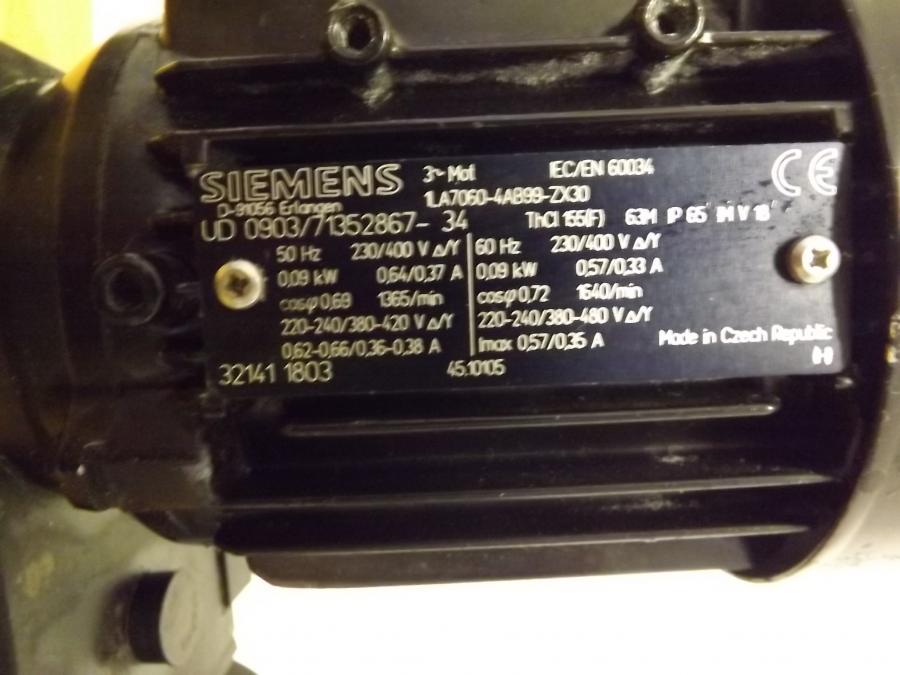 SIEMENS 3~ Mot IEC/EN 60034 CE
D-91056 Erlangen 1LA7060-4AB99-ZX30
UD 0903/71352867- 34 ThCl 155(F) 63M IP 65 IM V 18
50 Hz 230/400 V Δ/Y 60 Hz 230/400 V Δ/Y
0,09 kW 0,64/0,37 A 0,09 kW 0,57/0,33 A
cosφ 0,69 1365/min cosφ 0,72 1640/min
220-240/380-420 V Δ/Y 220-240/380-480 V Δ/Y
0,62-0,66/0,36-0,38 A Imax 0,57/0,35 A Made in Czech Republic
32141 1803 45.10105